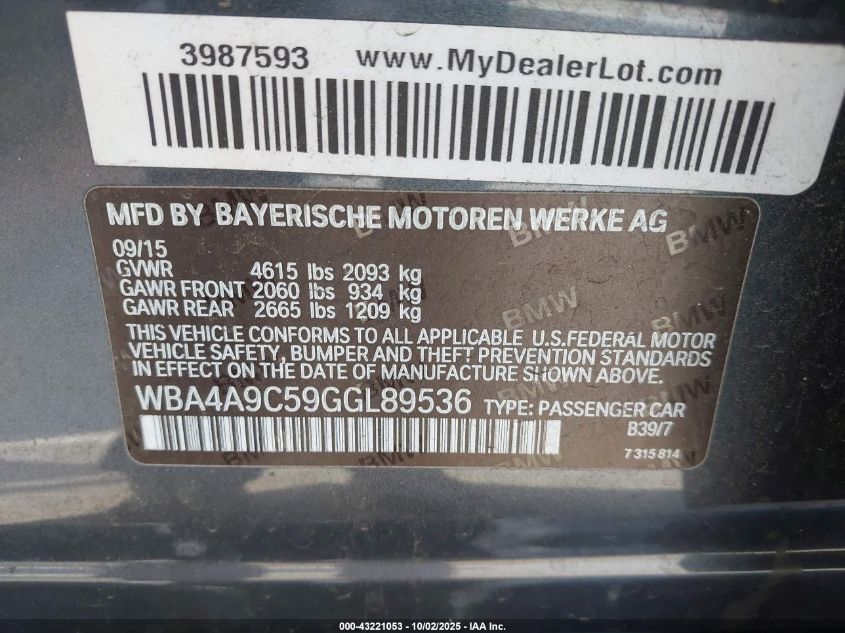 3987593 www.MyDealerLot.com
MFD BY BAYERISCHE MOTOREN WERKE AG
09/15
GVWR 4615 lbs 2093 kg
GAWR FRONT 2060 lbs 934 kg
GAWR REAR 2665 lbs 1209 kg
THIS VEHICLE CONFORMS TO ALL APPLICABLE U.S.FEDERAL MOTOR
VEHICLE SAFETY, BUMPER AND THEFT PREVENTION STANDARDS
IN EFFECT ON THE DATE OF MANUFACTURE SHOWN ABOVE.
WBA4A9C59GGL89536 TYPE: PASSENGER CAR
B39/7
7 315 814
000-43221053 - 10/02/2025 - IAA Inc.